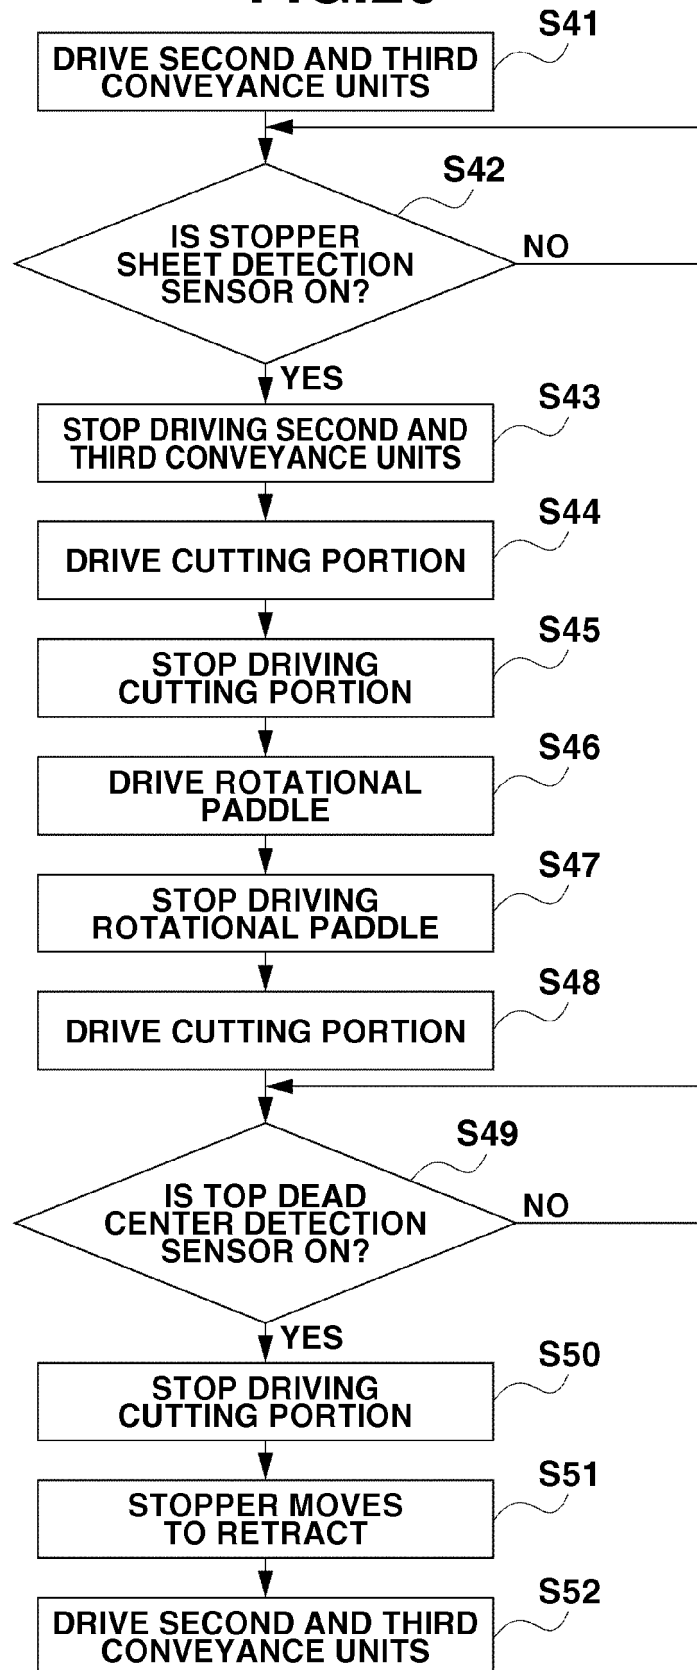 S41
DRIVE SECOND AND THIRD
CONVEYANCE UNITS
S42
IS STOPPER
SHEET DETECTION
SENSOR ON?
NO
YES
S43
STOP DRIVING SECOND AND
THIRD CONVEYANCE UNITS
S44
DRIVE CUTTING PORTION
S45
STOP DRIVING
CUTTING PORTION
S46
DRIVE ROTATIONAL
PADDLE
S47
STOP DRIVING
ROTATIONAL PADDLE
S48
DRIVE CUTTING PORTION
S49
IS TOP DEAD
CENTER DETECTION
SENSOR ON?
NO
YES
S50
STOP DRIVING
CUTTING PORTION
S51
STOPPER MOVES
TO RETRACT
S52
DRIVE SECOND AND THIRD
CONVEYANCE UNITS